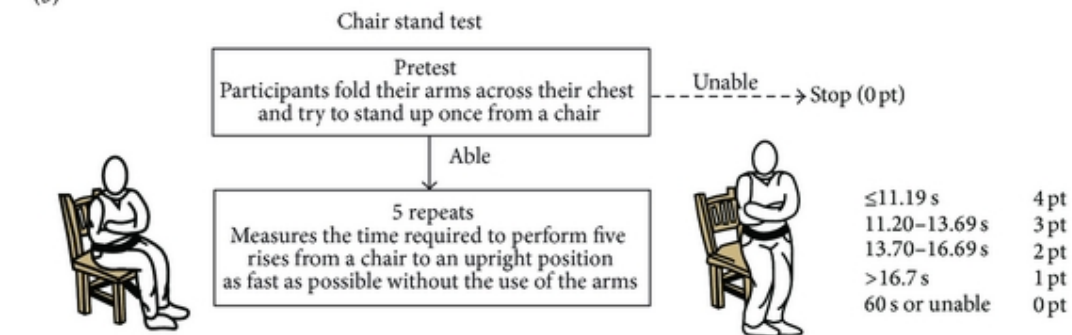 Chair stand test
Pretest
Participants fold their arms across their chest
and try to stand up once from a chair
Unable
Stop (0 pt)
Able
5 repeats
Measures the time required to perform five
rises from a chair to an upright position
as fast as possible without the use of the arms
≤11.19 s 4 pt
11.20–13.69 s 3 pt
13.70–16.69 s 2 pt
>16.7 s 1 pt
60 s or unable 0 pt